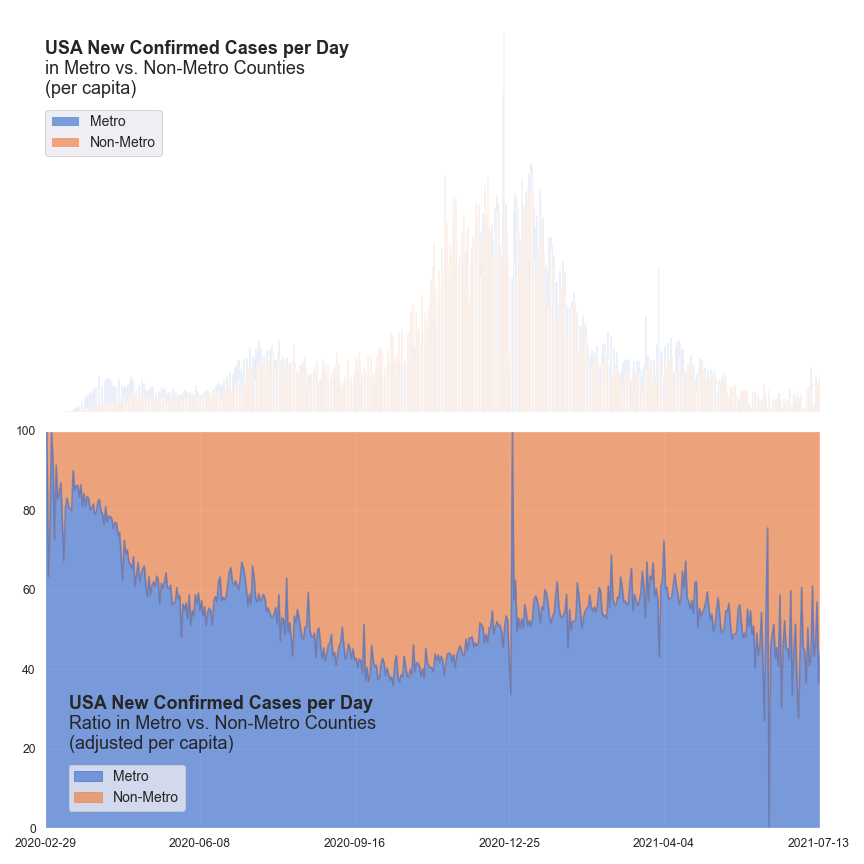 USA New Confirmed Cases per Day
in Metro vs. Non-Metro Counties
(per capita)
Metro
Non-Metro
100
80
60
40
20
0
USA New Confirmed Cases per Day
Ratio in Metro vs. Non-Metro Counties
(adjusted per capita)
Metro
Non-Metro
2020-02-29 2020-06-08 2020-09-16 2020-12-25 2021-04-04 2021-07-13